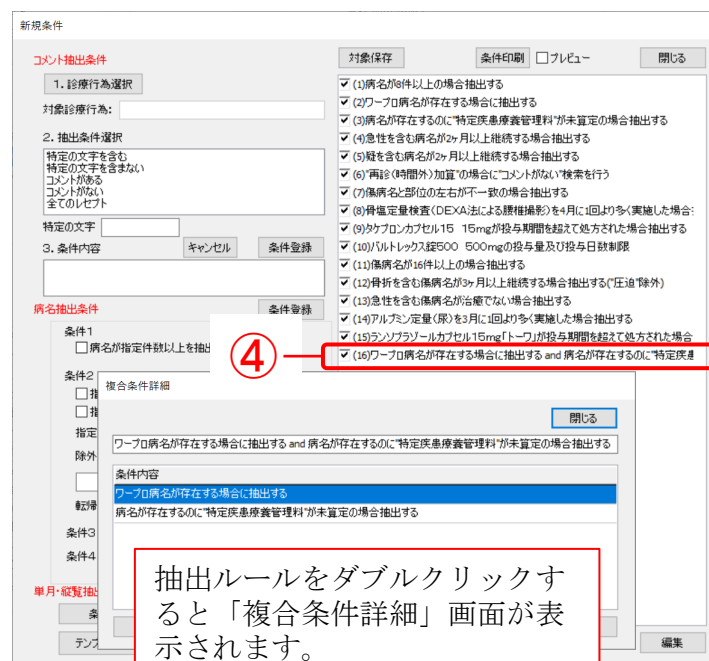 新規条件
コメント抽出条件
1. 診療行為選択
対象診療行為:
2. 抽出条件選択
特定の文字を含む
特定の文字を含まない
コメントがある
コメントがない
全てのレセプト
特定の文字
3. 条件内容 キャンセル 条件登録
病名抽出条件 条件登録
条件1
病名が指定件数以上を抽出
条件2
指定
除外
転帰
条件3
条件4
単月・縦覧抽出
対象保存 条件印刷 プレビュー 閉じる
(1)病名が8件以上の場合抽出する
(2)ワープロ病名が存在する場合に抽出する
(3)病名が存在するのに"特定疾患療養管理料"が未算定の場合抽出する
(4)急性を含む病名が2ヶ月以上継続する場合抽出する
(5)疑を含む病名が2ヶ月以上継続する場合抽出する
(6)"再診(時間外)加算"の場合に"コメントがない"検索を行う
(7)傷病名と部位の左右が不一致の場合抽出する
(8)骨塩定量検査(DEXA法による腰椎撮影)を4月に1回より多く実施した場合
(9)タケプロンカプセル15 15mgが投与期間を超えて処方された場合抽出する
(10)バルトレックス錠500 500mgの投与量及び投与日数制限
(11)傷病名が16件以上の場合抽出する
(12)骨折を含む傷病名が3ヶ月以上継続する場合抽出する("圧迫"除外)
(13)急性を含む傷病名が治癒でない場合抽出する
(14)アルブミン定量(尿)を3月に1回より多く実施した場合抽出する
(15)ランソプラゾールカプセル15mg「トーワ」が投与期間を超えて処方された場合
④
(16)ワープロ病名が存在する場合に抽出する and 病名が存在するのに"特定疾患
複合条件詳細
閉じる
ワープロ病名が存在する場合に抽出する and 病名が存在するのに"特定疾患療養管理料"が未算定の場合抽出する
条件内容
ワープロ病名が存在する場合に抽出する
病名が存在するのに"特定疾患療養管理料"が未算定の場合抽出する
抽出ルールをダブルクリックす
ると「複合条件詳細」画面が表
示されます。
編集